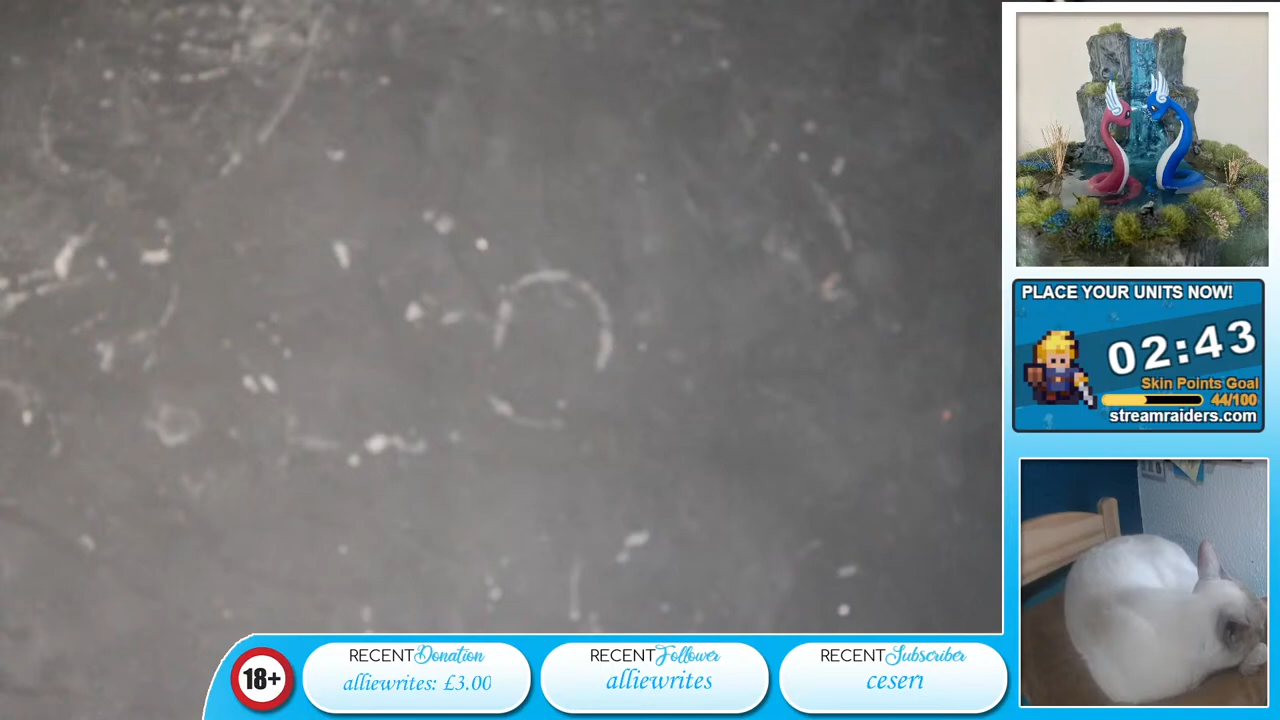 PLACE YOUR UNITS NOW!
02:43
Skin Points Goal
44/100
streamraiders.com
18+
RECENT Donation
alliewrites: £3.00
RECENT Follower
alliewrites
RECENT Subscriber
ceserı